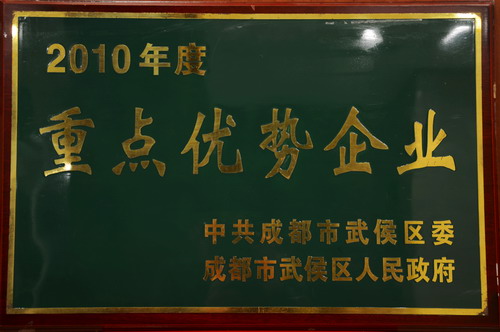 2010年度
重点优势企业
中共成都市武侯区委
成都市武侯区人民政府